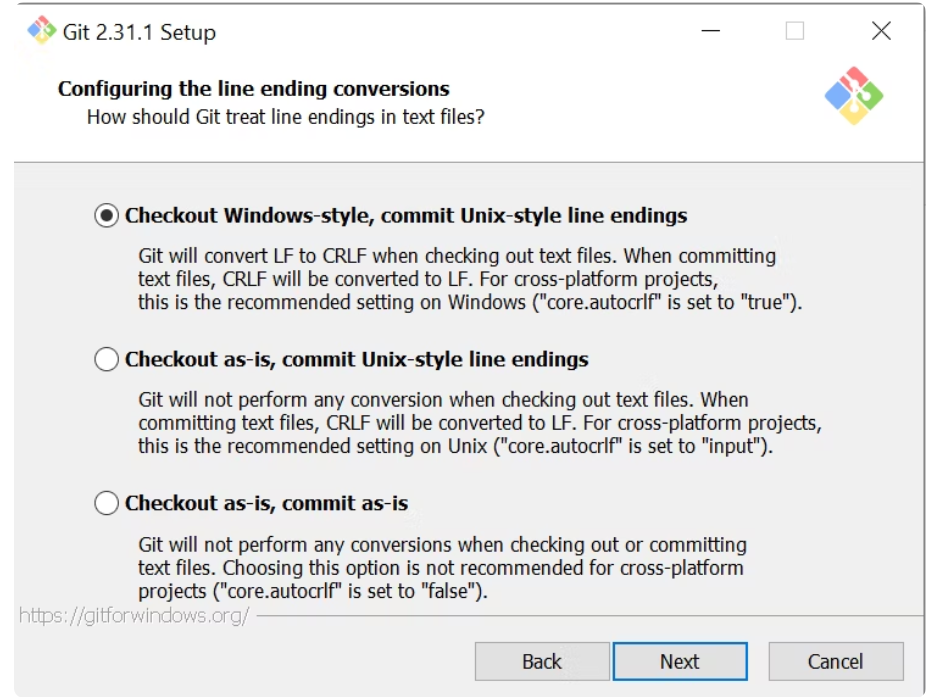 Git 2.31.1 Setup
Configuring the line ending conversions
How should Git treat line endings in text files?
Checkout Windows-style, commit Unix-style line endings
Git will convert LF to CRLF when checking out text files. When committing
text files, CRLF will be converted to LF. For cross-platform projects,
this is the recommended setting on Windows ("core.autocrlf" is set to "true").
Checkout as-is, commit Unix-style line endings
Git will not perform any conversion when checking out text files. When
committing text files, CRLF will be converted to LF. For cross-platform projects,
this is the recommended setting on Unix ("core.autocrlf" is set to "input").
Checkout as-is, commit as-is
Git will not perform any conversions when checking out or committing
text files. Choosing this option is not recommended for cross-platform
projects ("core.autocrlf" is set to "false").
https://gitforwindows.org/
Back Next Cancel